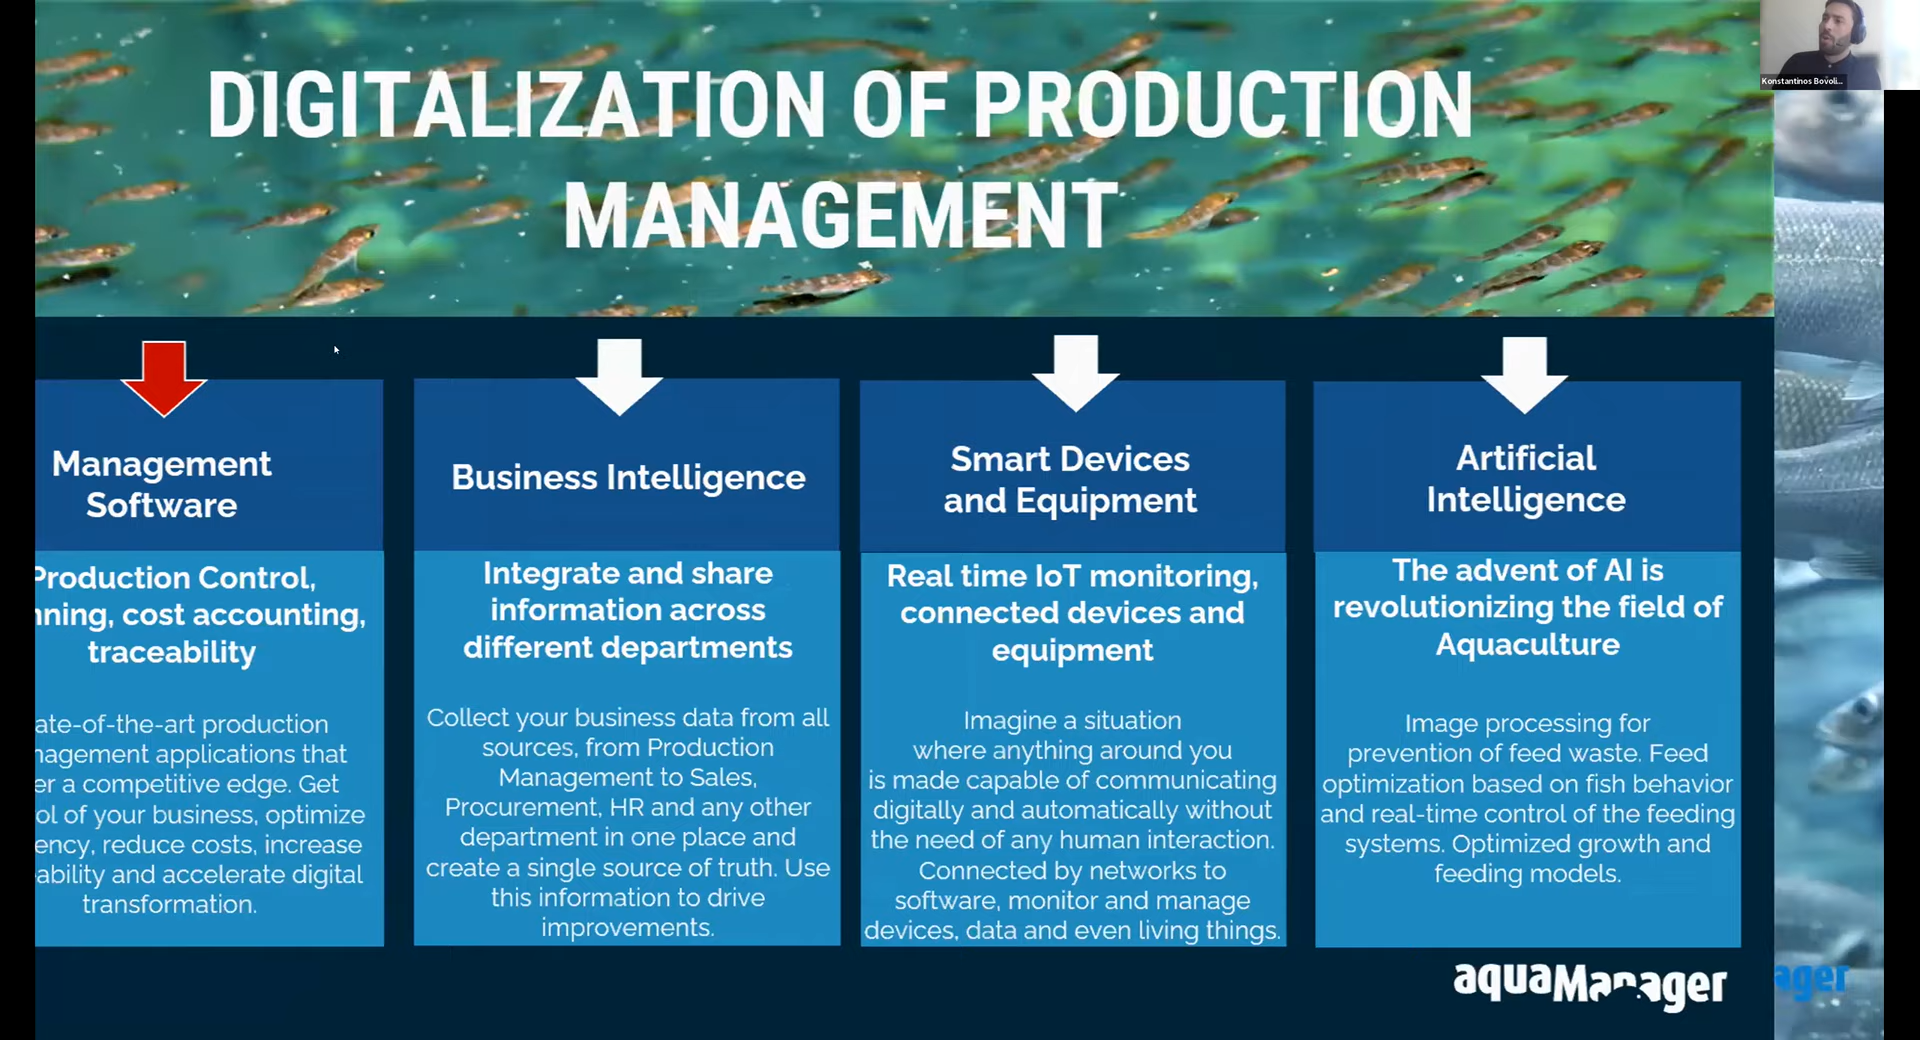 DIGITALIZATION OF PRODUCTION
MANAGEMENT
Konstantinos Bovoli...
Management
Software
Production Control,
nning, cost accounting,
traceability
ate-of-the-art production
nagement applications that
er a competitive edge. Get
ol of your business, optimize
ency, reduce costs, increase
ability and accelerate digital
transformation.
Business Intelligence
Integrate and share
information across
different departments
Collect your business data from all
sources, from Production
Management to Sales,
Procurement, HR and any other
department in one place and
create a single source of truth. Use
this information to drive
improvements.
Smart Devices
and Equipment
Real time IoT monitoring,
connected devices and
equipment
Imagine a situation
where anything around you
is made capable of communicating
digitally and automatically without
the need of any human interaction.
Connected by networks to
software, monitor and manage
devices, data and even living things.
Artificial
Intelligence
The advent of AI is
revolutionizing the field of
Aquaculture
Image processing for
prevention of feed waste. Feed
optimization based on fish behavior
and real-time control of the feeding
systems. Optimized growth and
feeding models.
aquaManager
ager